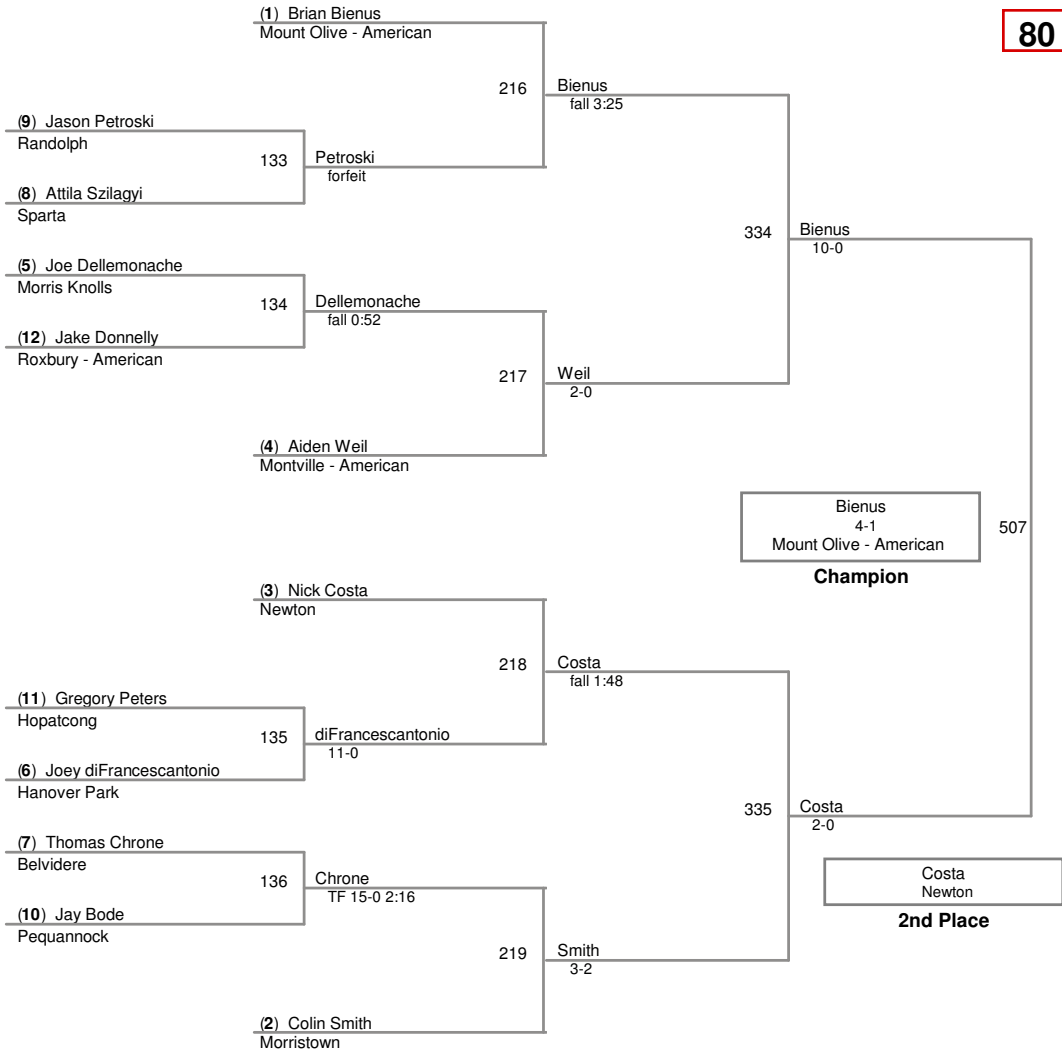 (1) Brian Bienus
Mount Olive - American
80
216
Bienus
fall 3:25
(9) Jason Petroski
Randolph
133
Petroski
forfeit
(8) Attila Szilagyi
Sparta
334
Bienus
10-0
(5) Joe Dellemonache
Morris Knolls
134
Dellemonache
fall 0:52
(12) Jake Donnelly
Roxbury - American
217
Weil
2-0
(4) Aiden Weil
Montville - American
Bienus
4-1
Mount Olive - American
Champion
507
(3) Nick Costa
Newton
218
Costa
fall 1:48
(11) Gregory Peters
Hopatcong
135
diFrancescantonio
11-0
(6) Joey diFrancescantonio
Hanover Park
335
Costa
2-0
(7) Thomas Chrone
Belvidere
136
Chrone
TF 15-0 2:16
(10) Jay Bode
Pequannock
Costa
Newton
2nd Place
219
Smith
3-2
(2) Colin Smith
Morristown